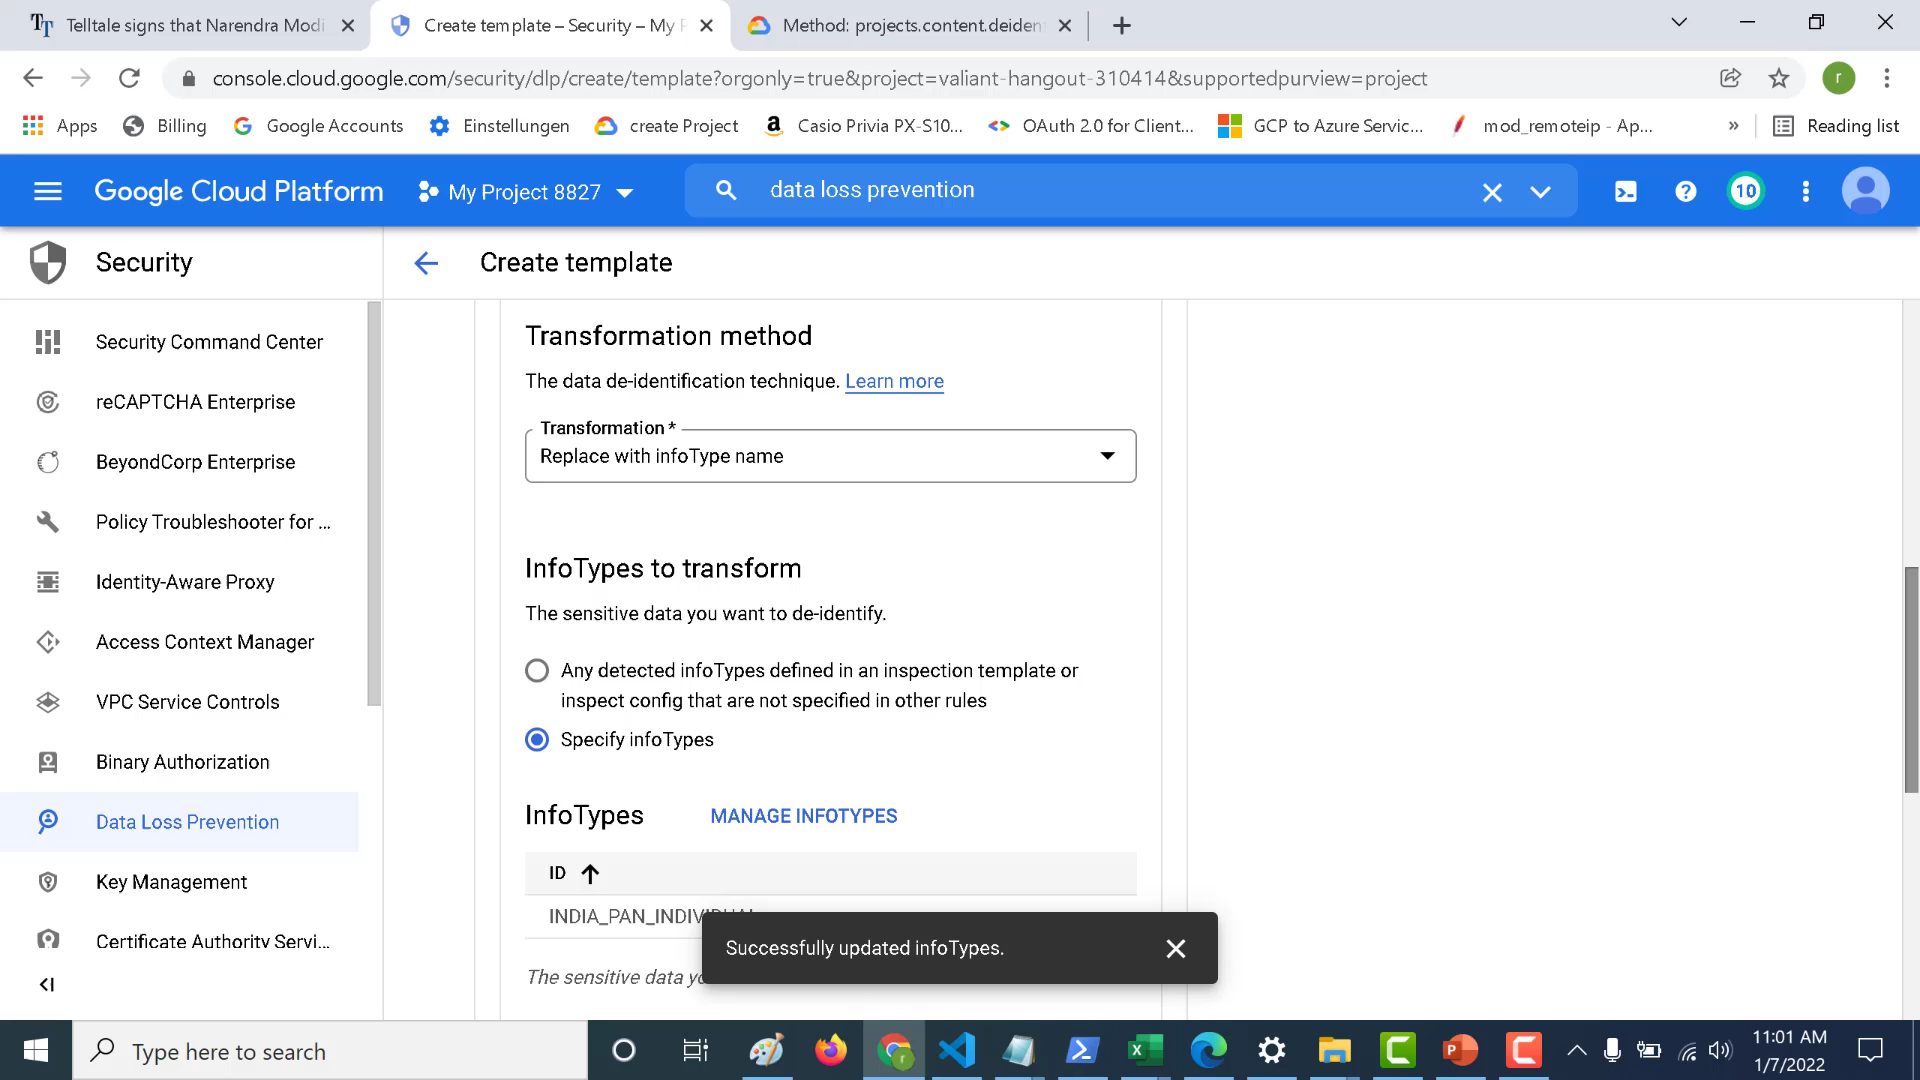 Telltale signs that Narendra Modi
Create template – Security – My P
Method: projects.content.deiden
console.cloud.google.com/security/dlp/create/template?orgonly=true&project=valiant-hangout-310414&supportedpurview=project
r
Apps
Billing
Google Accounts
Einstellungen
create Project
Casio Privia PX-S10...
OAuth 2.0 for Client...
GCP to Azure Servic...
mod_remoteip - Ap...
»
Reading list
Google Cloud Platform
My Project 8827
data loss prevention
10
Security
Create template
Security Command Center
reCAPTCHA Enterprise
BeyondCorp Enterprise
Policy Troubleshooter for ...
Identity-Aware Proxy
Access Context Manager
VPC Service Controls
Binary Authorization
Data Loss Prevention
Key Management
Certificate Authority Servi...
Transformation method
The data de-identification technique. Learn more
Transformation *
Replace with infoType name
InfoTypes to transform
The sensitive data you want to de-identify.
Any detected infoTypes defined in an inspection template or
inspect config that are not specified in other rules
Specify infoTypes
InfoTypes
MANAGE INFOTYPES
ID
INDIA_PAN_INDIVIDUAL
The sensitive data yo
Successfully updated infoTypes.
Type here to search
11:01 AM
1/7/2022